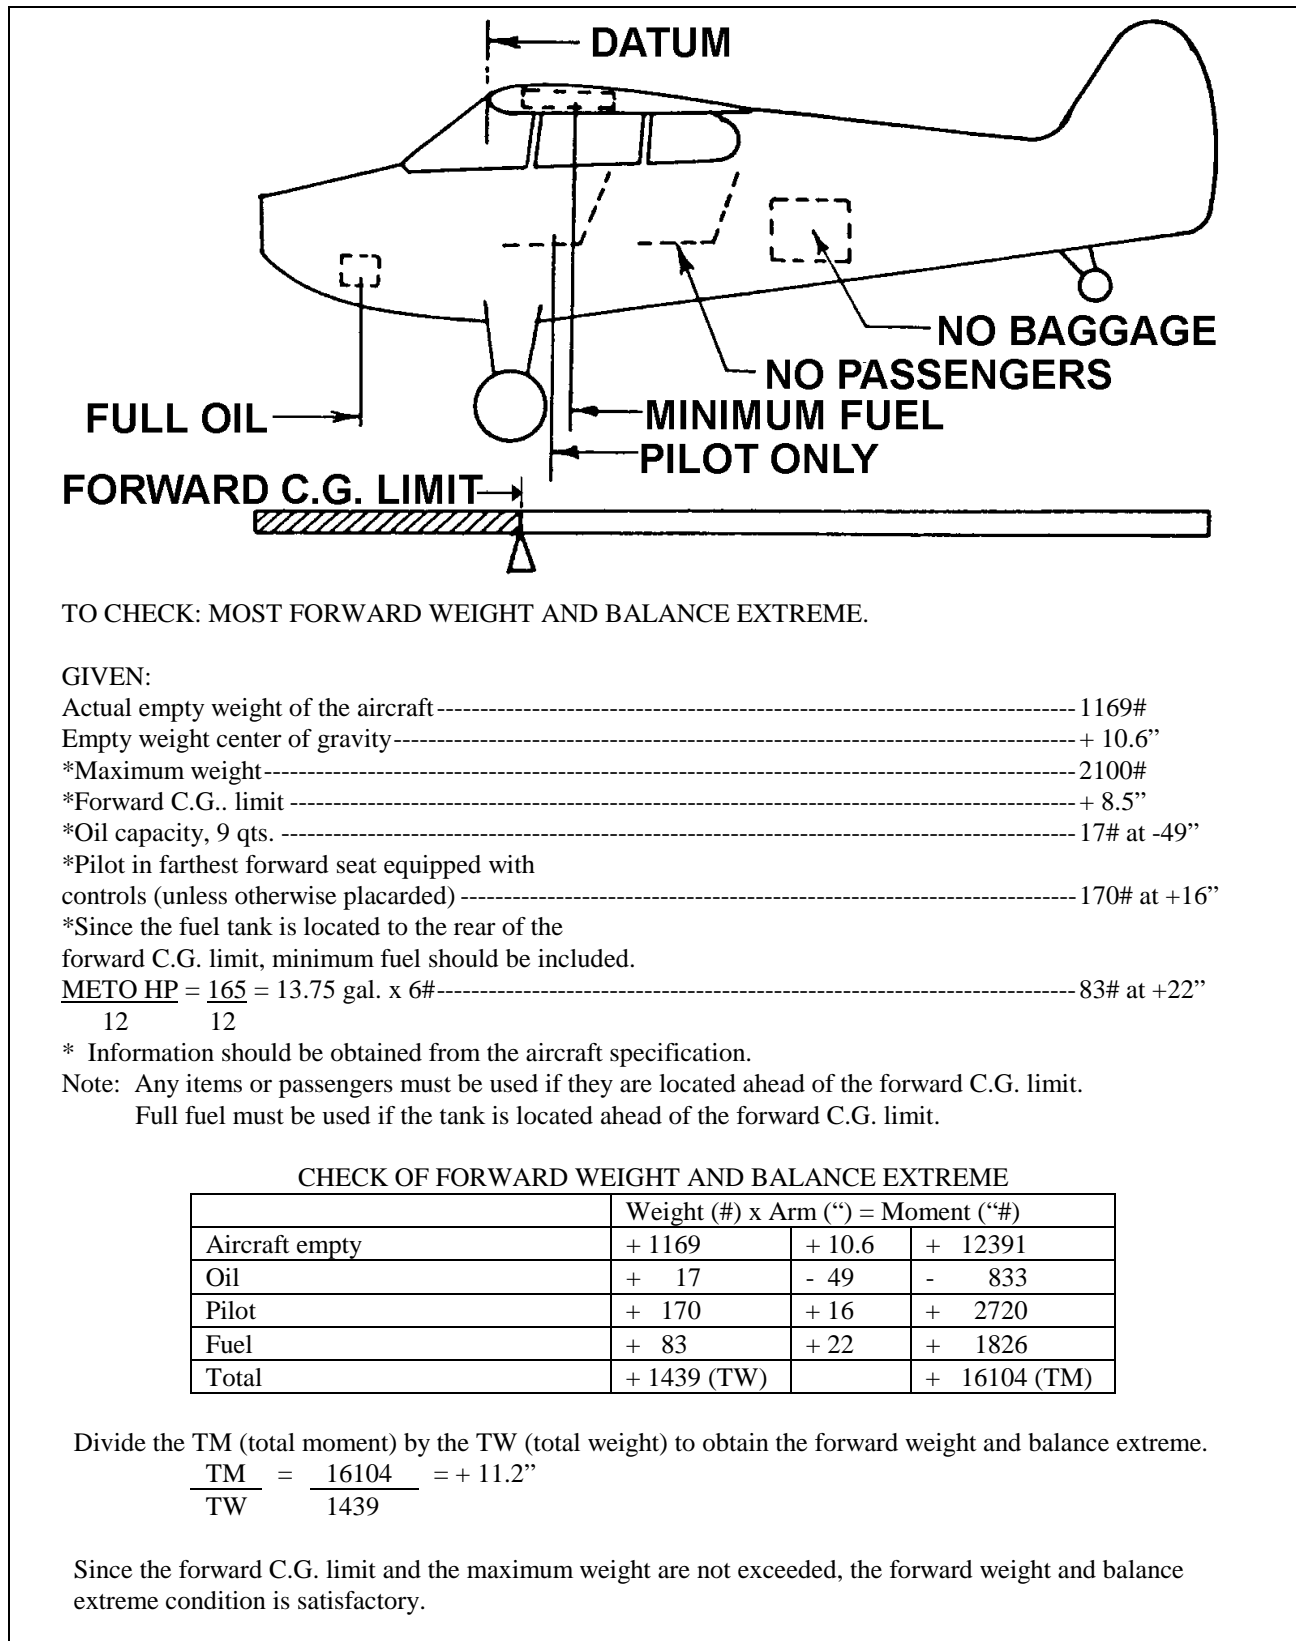 DATUM
NO BAGGAGE
NO PASSENGERS
FULL OIL
MINIMUM FUEL
PILOT ONLY
FORWARD C.G. LIMIT
TO CHECK: MOST FORWARD WEIGHT AND BALANCE EXTREME.
GIVEN:
Actual empty weight of the aircraft-------------------------------------------------------------------------- 1169#
Empty weight center of gravity------------------------------------------------------------------------------- + 10.6”
*Maximum weight---------------------------------------------------------------------------------------------- 2100#
*Forward C.G.. limit ------------------------------------------------------------------------------------------- + 8.5”
*Oil capacity, 9 qts. -------------------------------------------------------------------------------------------- 17# at -49”
*Pilot in farthest forward seat equipped with
controls (unless otherwise placarded) ----------------------------------------------------------------------- 170# at +16”
*Since the fuel tank is located to the rear of the
forward C.G. limit, minimum fuel should be included.
METO HP = 165 = 13.75 gal. x 6#-------------------------------------------------------------------------- 83# at +22”
12 12
* Information should be obtained from the aircraft specification.
Note: Any items or passengers must be used if they are located ahead of the forward C.G. limit.
Full fuel must be used if the tank is located ahead of the forward C.G. limit.
CHECK OF FORWARD WEIGHT AND BALANCE EXTREME
Weight (#) x Arm (“) = Moment (“#)
Aircraft empty + 1169 + 10.6 + 12391
Oil + 17 - 49 - 833
Pilot + 170 + 16 + 2720
Fuel + 83 + 22 + 1826
Total + 1439 (TW) + 16104 (TM)
Divide the TM (total moment) by the TW (total weight) to obtain the forward weight and balance extreme.
TM = 16104 = + 11.2”
TW 1439
Since the forward C.G. limit and the maximum weight are not exceeded, the forward weight and balance
extreme condition is satisfactory.